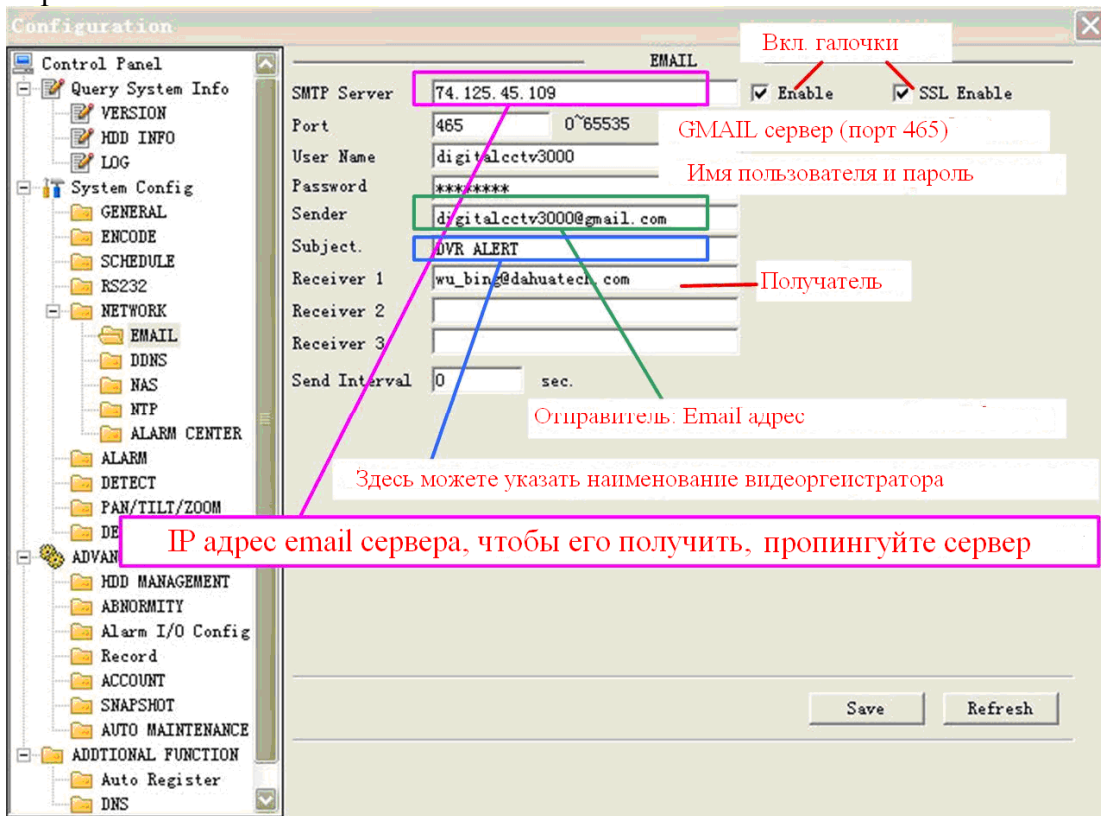 Configuration
Control Panel
Query System Info
VERSION
HDD INFO
LOG
System Config
GENERAL
ENCODE
SCHEDULE
RS232
NETWORK
EMAIL
DDNS
NAS
NTP
ALARM CENTER
ALARM
DETECT
PAN/TILT/ZOOM
DE
ADVAN
HDD MANAGEMENT
ABNORMITY
Alarm I/O Config
Record
ACCOUNT
SNAPSHOT
AUTO MAINTENANCE
ADDTIONAL FUNCTION
Auto Register
DNS
EMAIL
Вкл. галочки
SMTP Server 74.125.45.109 Enable SSL Enable
Port 465 0~65535
GMAIL сервер (порт 465)
User Name digitalcctv3000
Имя пользователя и пароль
Password ********
Sender digitalcctv3000@gmail.com
Subject. DVR ALERT
Receiver 1 wu_bing@dahuatech.com
Получатель
Receiver 2
Receiver 3
Send Interval 0 sec.
Отправитель: Email адрес
Здесь можете указать наименование видеоргеистратора
IP адрес email сервера, чтобы его получить, пропингуйте сервер
Save Refresh